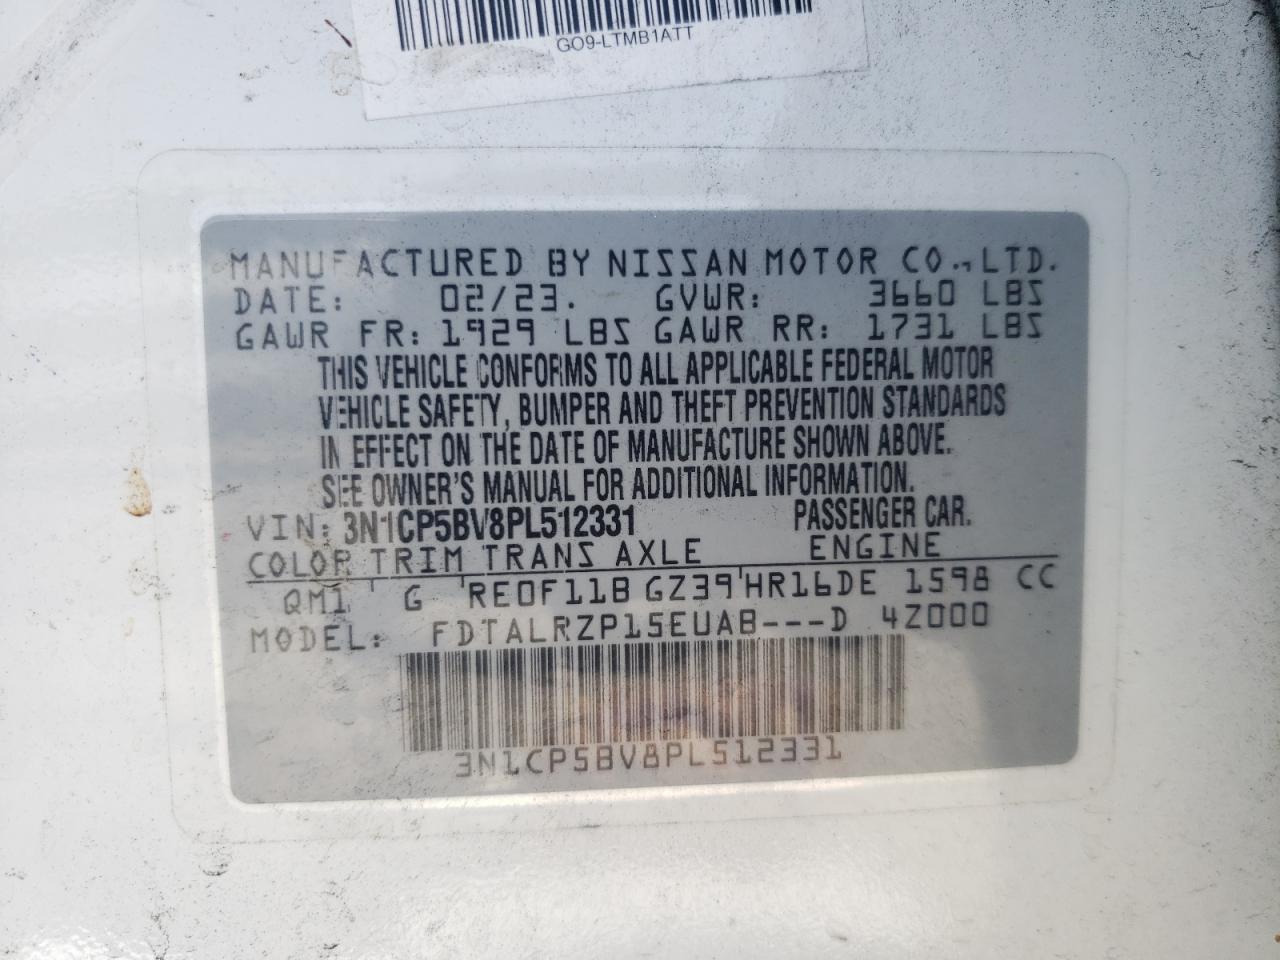 GO9-LTMB1ATT
MANUFACTURED BY NISSAN MOTOR CO., LTD.
DATE: 02/23. GVWR: 3660 LBS
GAWR FR: 1929 LBS GAWR RR: 1731 LBS
THIS VEHICLE CONFORMS TO ALL APPLICABLE FEDERAL MOTOR
VEHICLE SAFETY, BUMPER AND THEFT PREVENTION STANDARDS
IN EFFECT ON THE DATE OF MANUFACTURE SHOWN ABOVE.
SEE OWNER'S MANUAL FOR ADDITIONAL INFORMATION.
VIN: 3N1CP5BV8PL512331 PASSENGER CAR.
COLOR TRIM TRANS AXLE ENGINE
QM1 G RE0F11B GZ39 HR16DE 1598 CC
MODEL: FDTALRZP15EUAB---D 4Z000
3N1CP5BV8PL512331